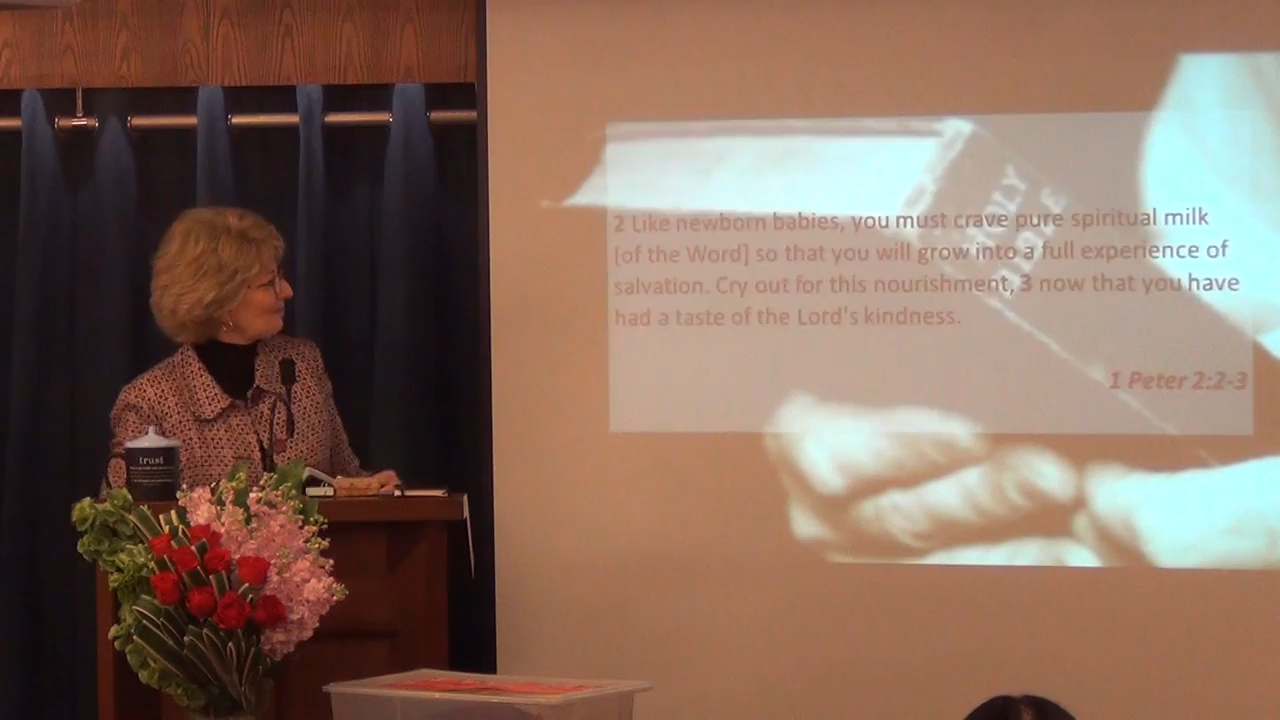 trust
HOLY
BIBLE
2 Like newborn babies, you must crave pure spiritual milk
[of the Word] so that you will grow into a full experience of
salvation. Cry out for this nourishment, 3 now that you have
had a taste of the Lord's kindness.
1 Peter 2:2-3